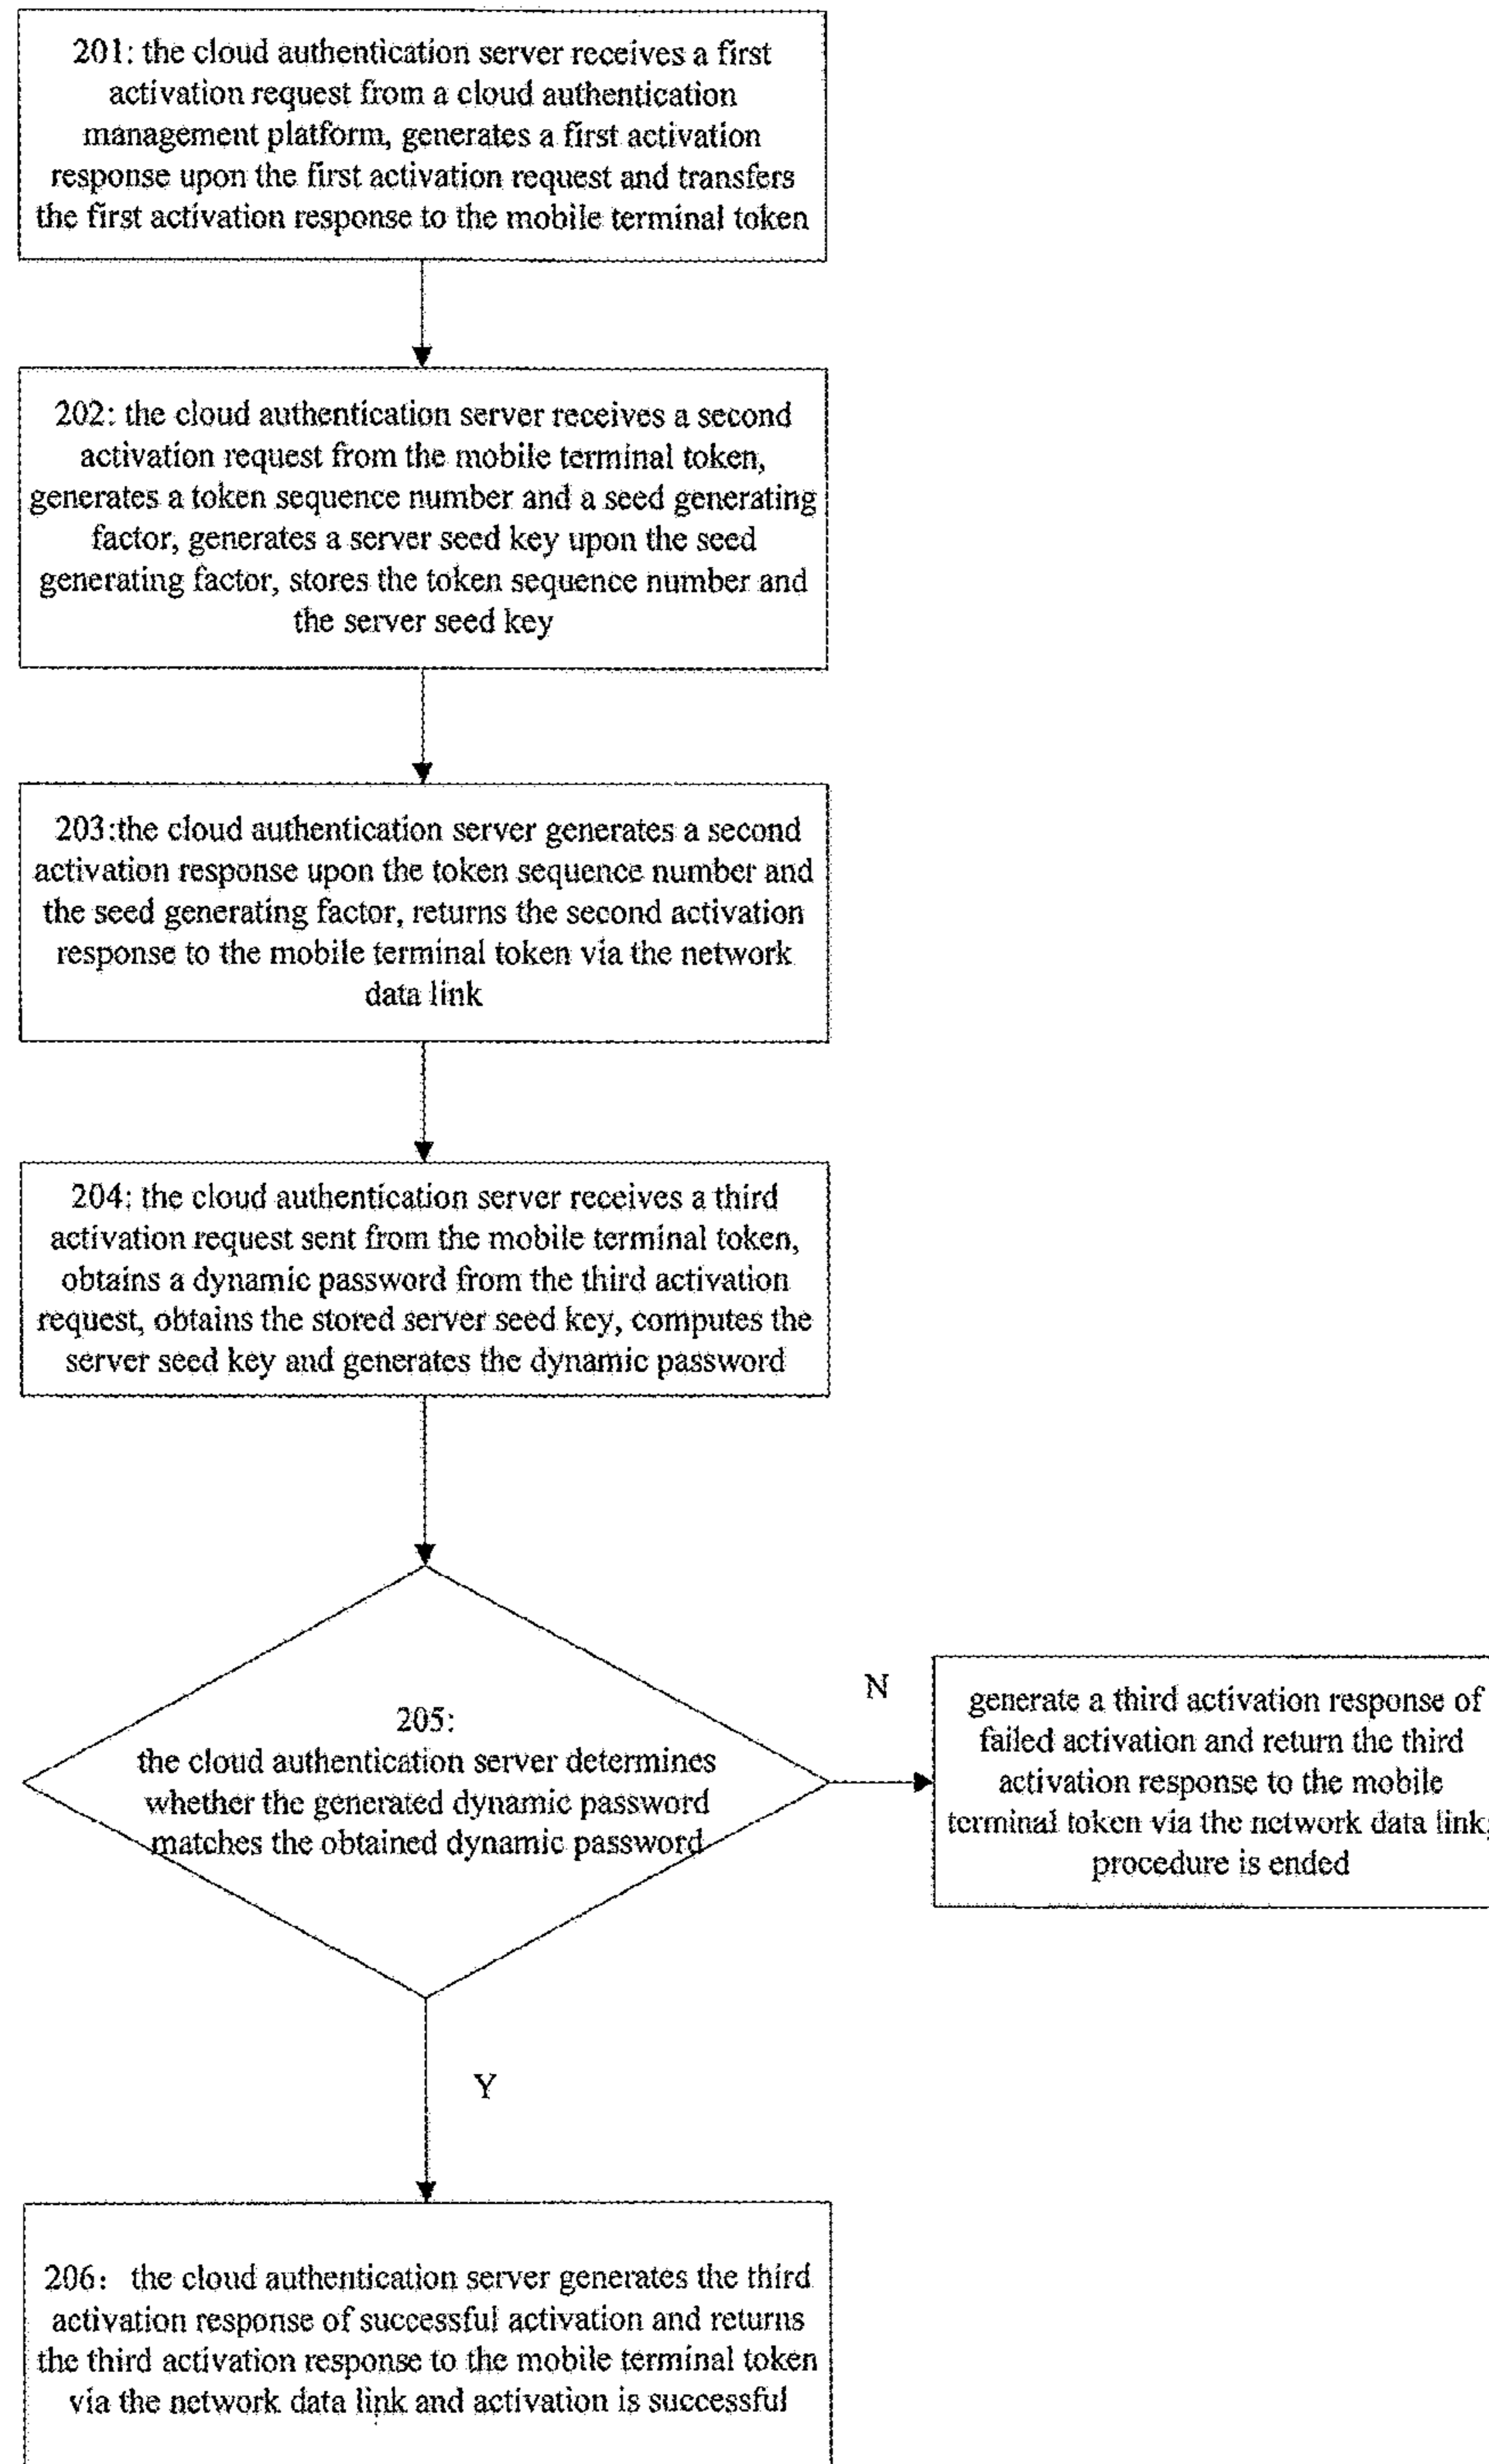 201: the cloud authentication server receives a first
activation request from a cloud authentication
management platform, generates a first activation
response upon the first activation request and transfers
the first activation response to the mobile terminal token
202: the cloud authentication server receives a second
activation request from the mobile terminal token,
generates a token sequence number and a seed generating
factor, generates a server seed key upon the seed
generating factor, stores the token sequence number and
the server seed key
203:the cloud authentication server generates a second
activation response upon the token sequence number and
the seed generating factor, returns the second activation
response to the mobile terminal token via the network
data link
204: the cloud authentication server receives a third
activation request sent from the mobile terminal token,
obtains a dynamic password from the third activation
request, obtains the stored server seed key, computes the
server seed key and generates the dynamic password
205:
the cloud authentication server determines
whether the generated dynamic password
matches the obtained dynamic password
N
generate a third activation response of
failed activation and return the third
activation response to the mobile
terminal token via the network data link;
procedure is ended
Y
206: the cloud authentication server generates the third
activation response of successful activation and returns
the third activation response to the mobile terminal token
via the network data link and activation is successful